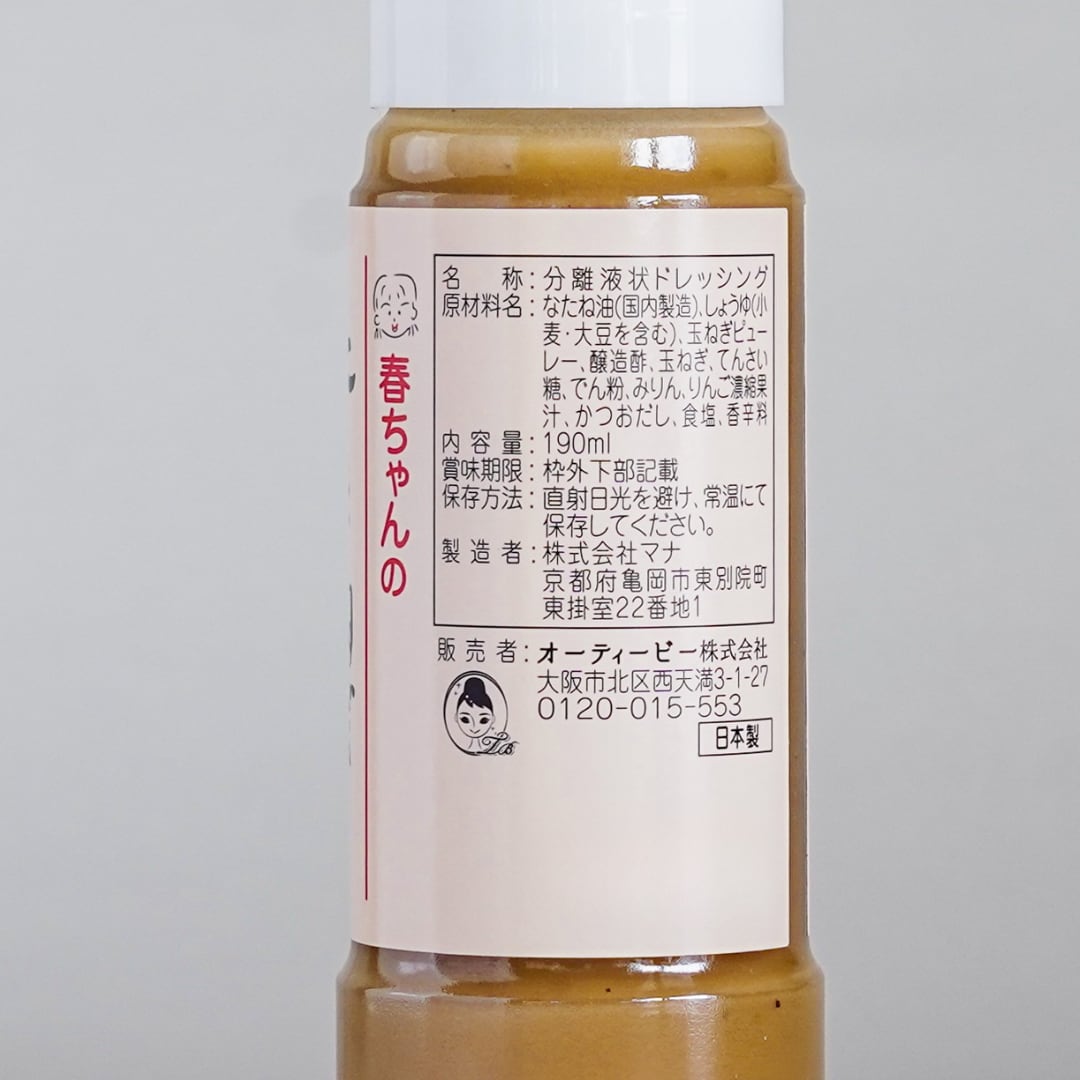 春ちゃんの
名称:分離液状ドレッシング
原材料名:なたね油(国内製造)、しょうゆ(小
麦・大豆を含む)、玉ねぎピュー
レー、醸造酢、玉ねぎ、てんさい
糖、でん粉、みりん、りんご濃縮果
汁、かつおだし、食塩、香辛料
内容量:190ml
賞味期限:枠外下部記載
保存方法:直射日光を避け、常温にて
保存してください。
製造者:株式会社マナ
京都府亀岡市東別院町
東掛室22番地1
販売者:オーティービー株式会社
大阪市北区西天満3-1-27
0120-015-553
日本製